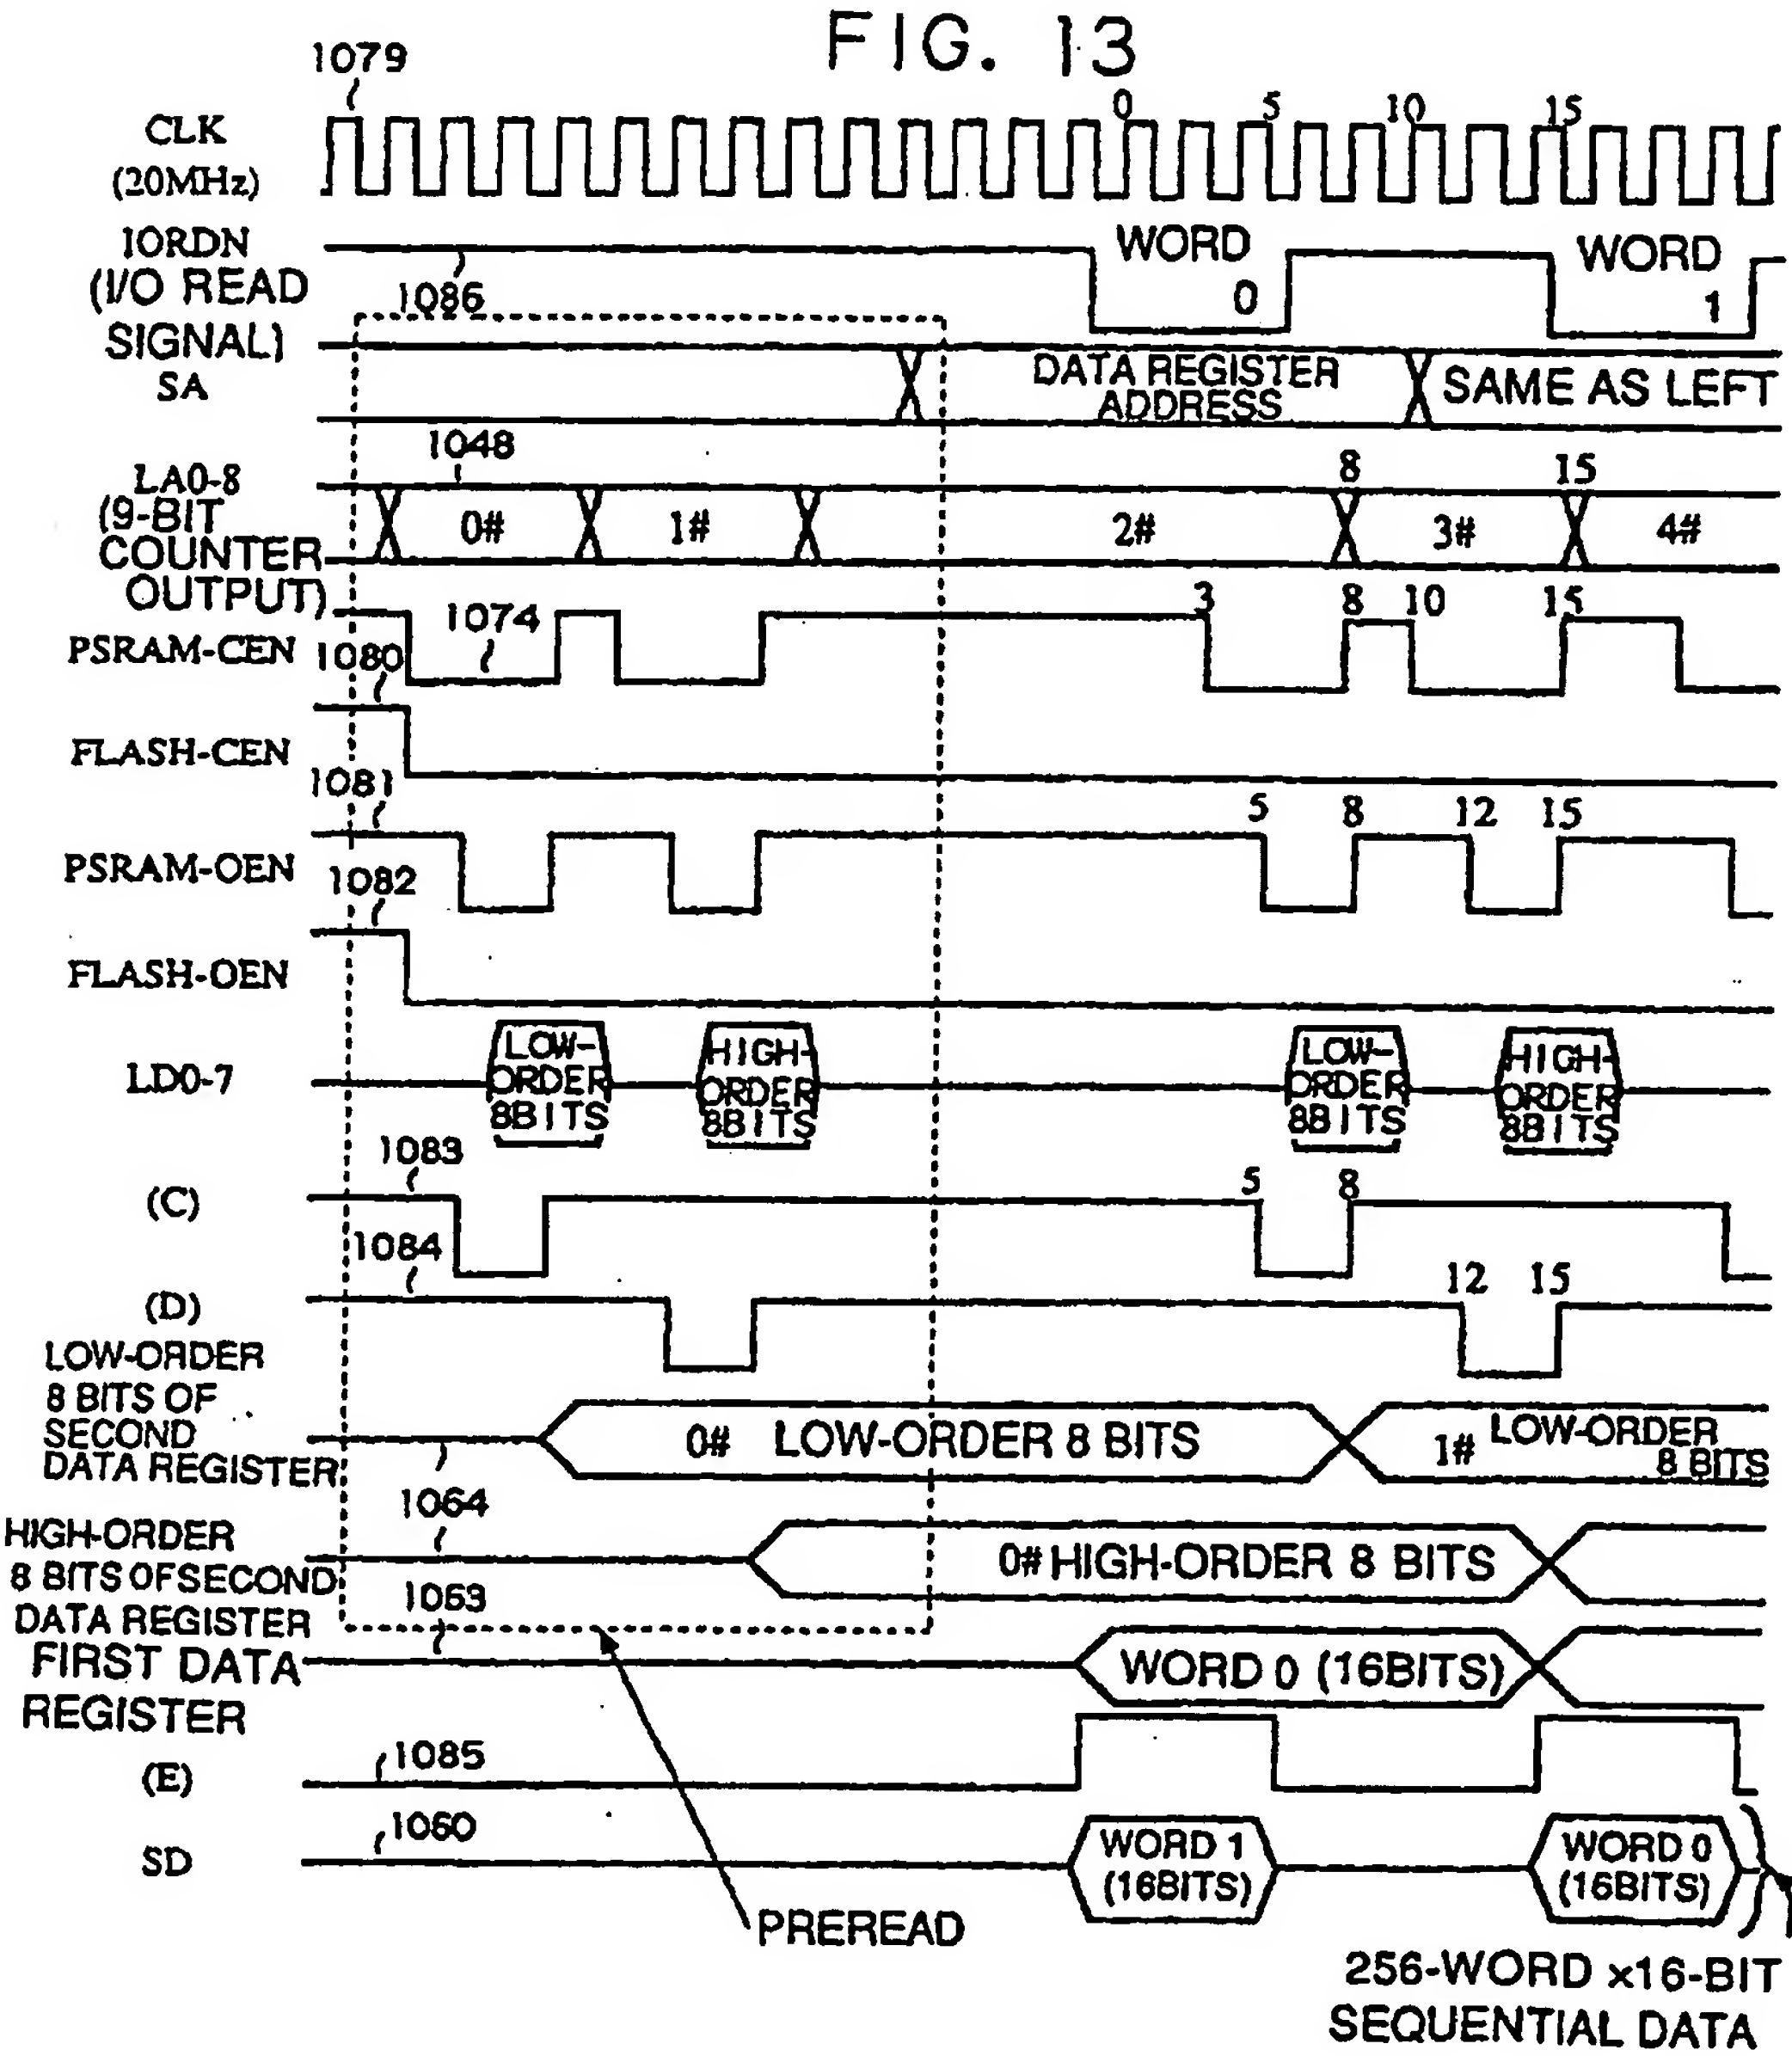 FIG. 13
1079
CLK
(20MHz)
0 5 10 15
IORDN
(I/O READ
SIGNAL)
1086
WORD
0
WORD
1
SA
DATA REGISTER
ADDRESS
SAME AS LEFT
1048
LA0-8
(9-BIT
COUNTER
OUTPUT)
0# 1# 2# 3# 4#
8 15
PSRAM-CEN
1080
1074
3 8 10 15
FLASH-CEN
1081
PSRAM-OEN
1082
5 8 12 15
FLASH-OEN
LD0-7
LOW-
ORDER
8BITS
HIGH-
ORDER
8BITS
LOW-
ORDER
8BITS
HIGH-
ORDER
8BITS
1083
(C)
5 8
1084
(D)
12 15
LOW-ORDER
8 BITS OF
SECOND
DATA REGISTER
0# LOW-ORDER 8 BITS
1# LOW-ORDER
8 BITS
1064
HIGH-ORDER
8 BITS OF SECOND
DATA REGISTER
0# HIGH-ORDER 8 BITS
1063
FIRST DATA
REGISTER
WORD 0 (16BITS)
(E)
1085
SD
1060
WORD 1
(16BITS)
WORD 0
(16BITS)
PREREAD
256-WORD x16-BIT
SEQUENTIAL DATA